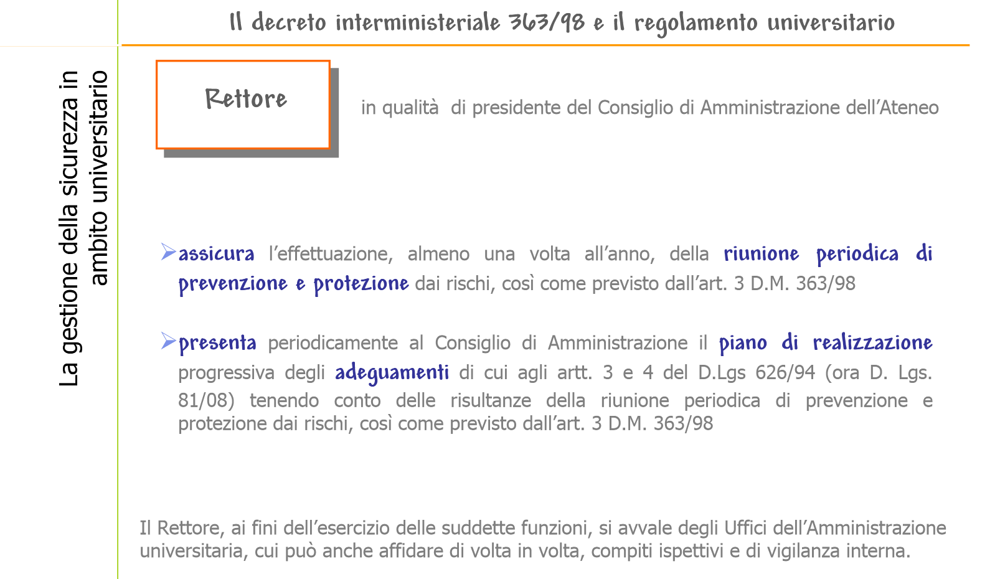 Il decreto interministeriale 363/98 e il regolamento universitario
La gestione della sicurezza in
ambito universitario
Rettore
in qualità di presidente del Consiglio di Amministrazione dell’Ateneo
assicura l’effettuazione, almeno una volta all’anno, della riunione periodica di
prevenzione e protezione dai rischi, così come previsto dall’art. 3 D.M. 363/98
presenta periodicamente al Consiglio di Amministrazione il piano di realizzazione
progressiva degli adeguamenti di cui agli artt. 3 e 4 del D.Lgs 626/94 (ora D. Lgs.
81/08) tenendo conto delle risultanze della riunione periodica di prevenzione e
protezione dai rischi, così come previsto dall’art. 3 D.M. 363/98
Il Rettore, ai fini dell’esercizio delle suddette funzioni, si avvale degli Uffici dell’Amministrazione
universitaria, cui può anche affidare di volta in volta, compiti ispettivi e di vigilanza interna.